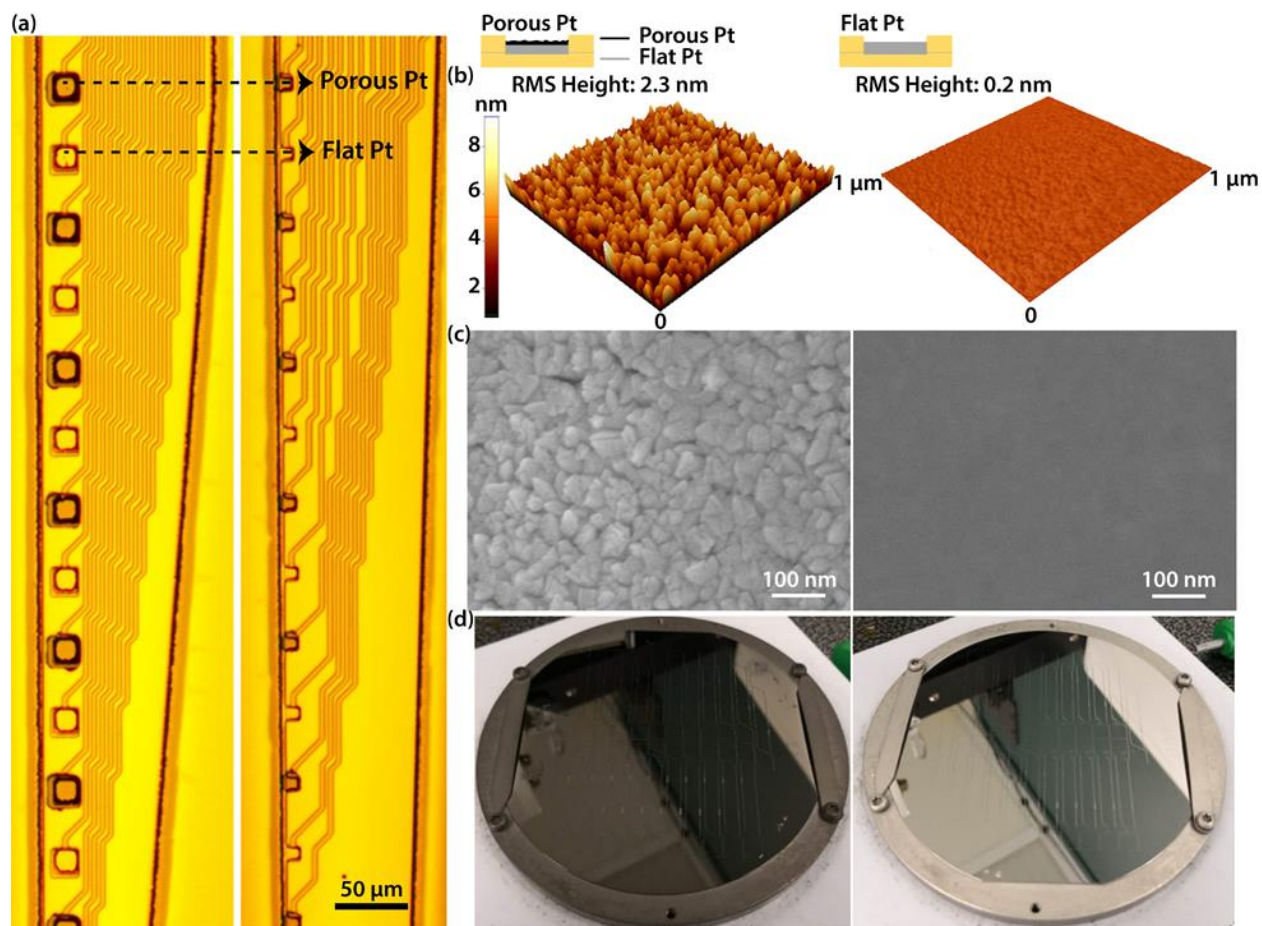 (a)
Porous Pt
Flat Pt
50 μm
Porous Pt
Porous Pt
Flat Pt
Flat Pt
(b)
RMS Height: 2.3 nm
RMS Height: 0.2 nm
nm
8
6
4
2
1 μm
0
1 μm
0
(c)
100 nm
100 nm
(d)